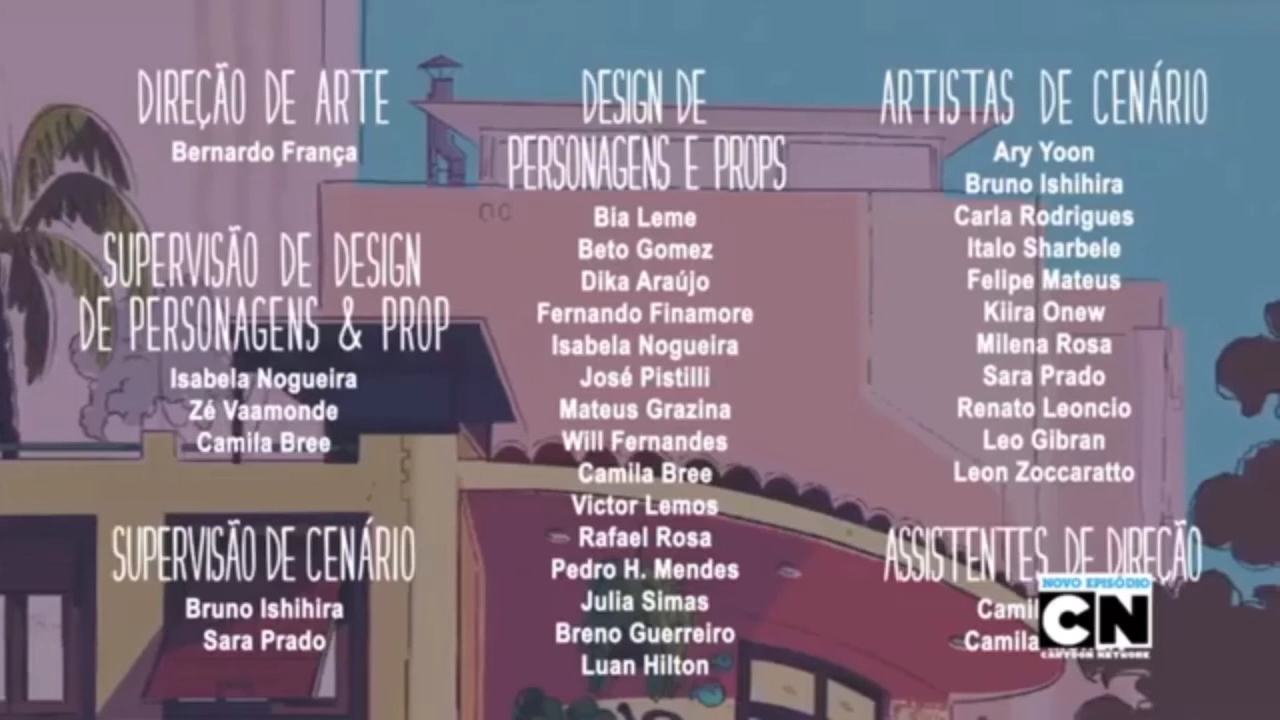 DIREÇÃO DE ARTE
Bernardo França
SUPERVISÃO DE DESIGN
DE PERSONAGENS & PROP
Isabela Nogueira
Zé Vaamonde
Camila Bree
SUPERVISÃO DE CENÁRIO
Bruno Ishihira
Sara Prado
DESIGN DE
PERSONAGENS E PROPS
Bia Leme
Beto Gomez
Dika Araújo
Fernando Finamore
Isabela Nogueira
José Pistilli
Mateus Grazina
Will Fernandes
Camila Bree
Victor Lemos
Rafael Rosa
Pedro H. Mendes
Julia Simas
Breno Guerreiro
Luan Hilton
ARTISTAS DE CENÁRIO
Ary Yoon
Bruno Ishihira
Carla Rodrigues
Italo Sharbele
Felipe Mateus
Kiira Onew
Milena Rosa
Sara Prado
Renato Leoncio
Leo Gibran
Leon Zoccaratto
ASSISTENTES DE DIREÇÃO
Camila
NOVO EPISÓDIO
CN
CARTOON NETWORK